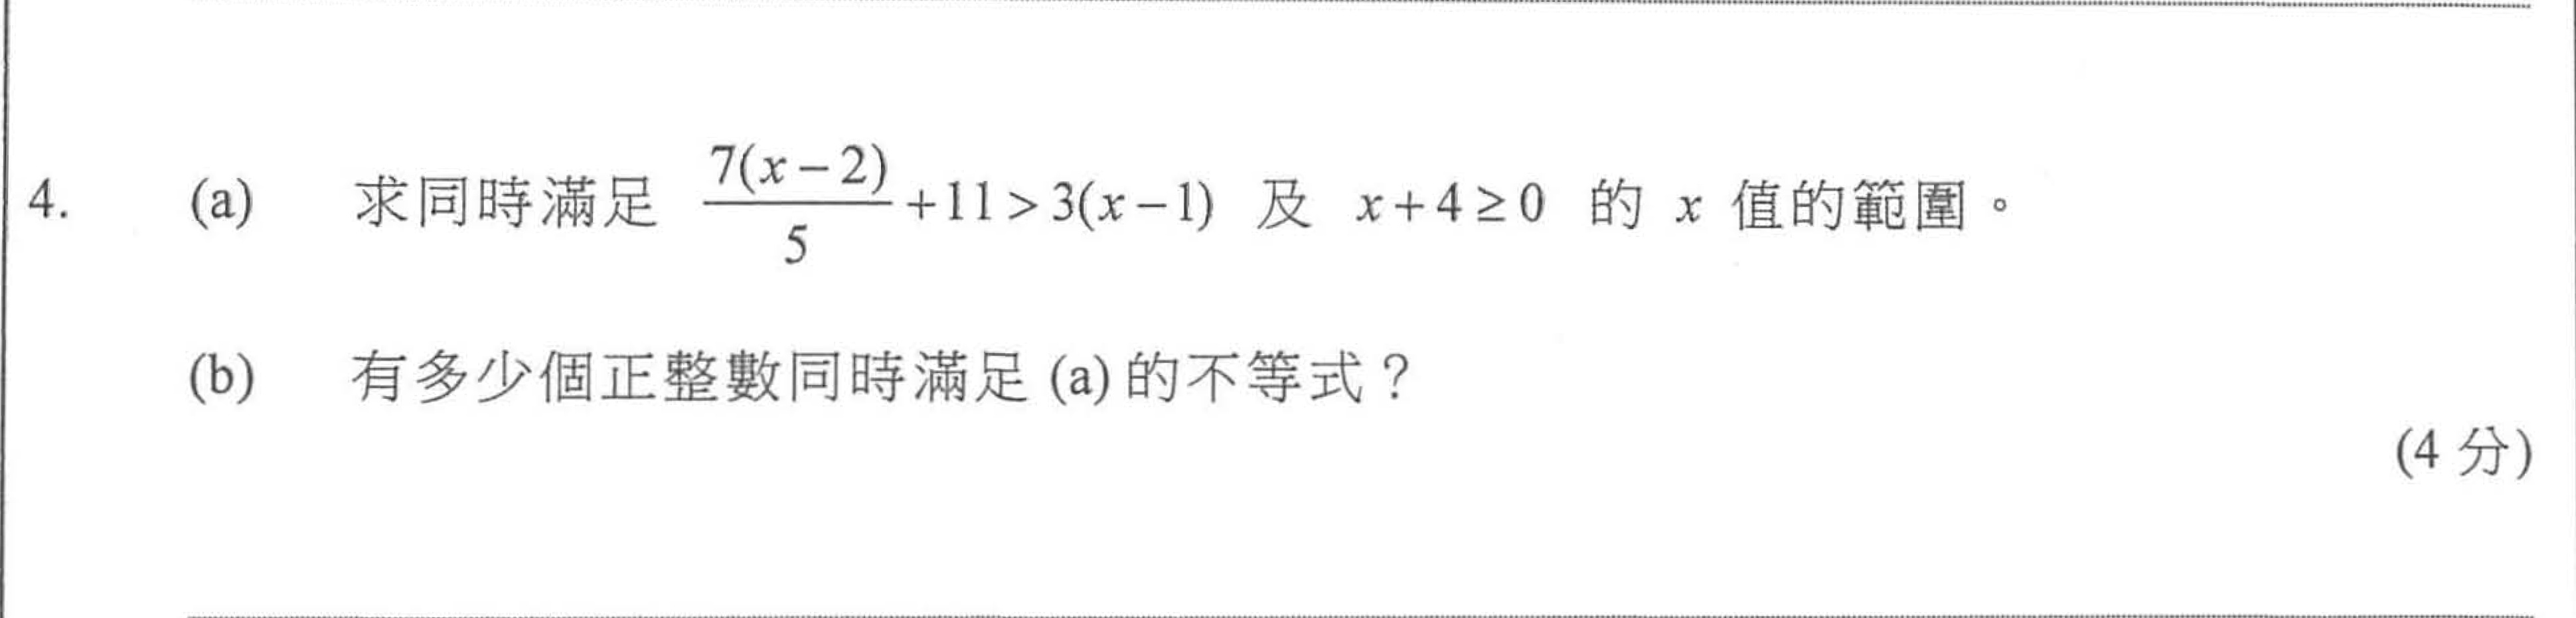 4. (a) 求同時滿足 \frac{7(x-2)}{5}+11>3(x-1) 及 x+4≥0 的 x 值的範圍。
(b) 有多少個正整數同時滿足 (a) 的不等式？
(4 分)